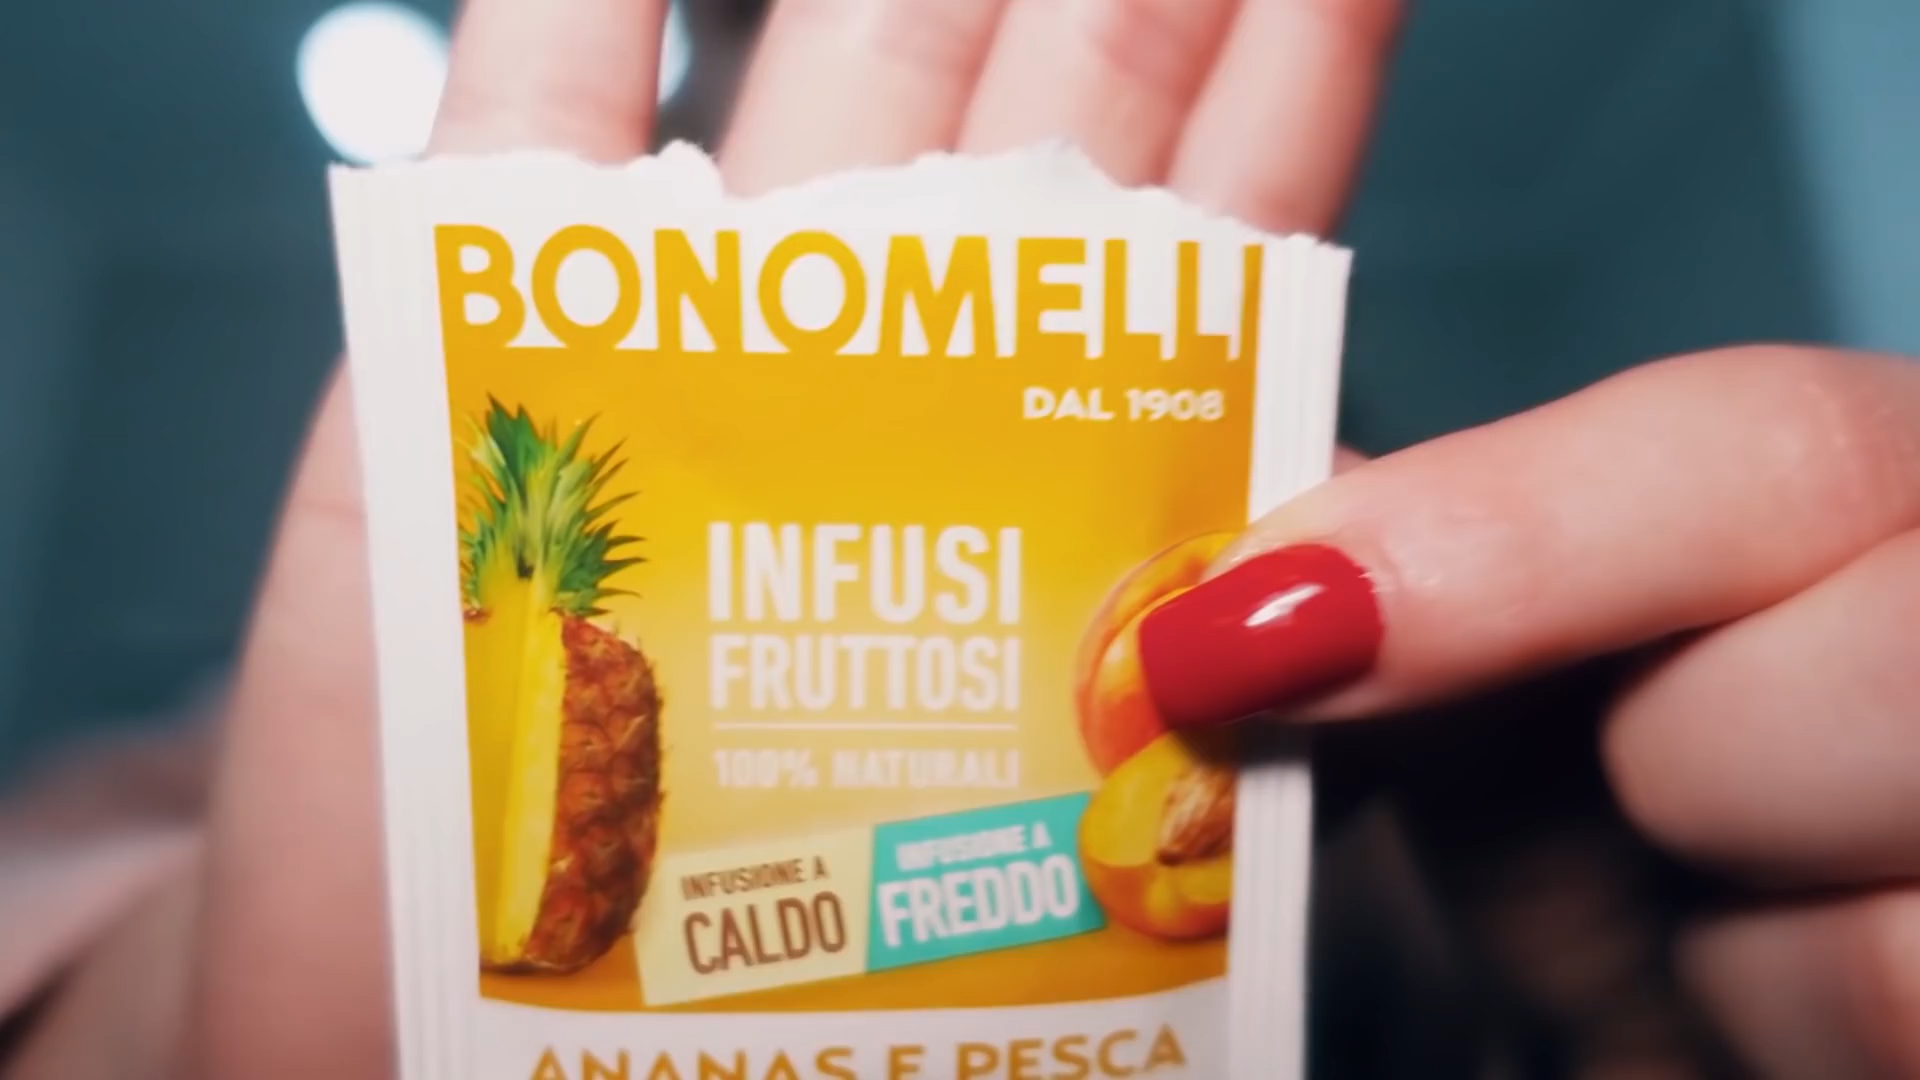 BONOMELLI
DAL 1908
INFUSI
FRUTTOSI
100% NATURALI
INFUSIONE A
CALDO
INFUSIONE A
FREDDO
ANANAS E PESCA